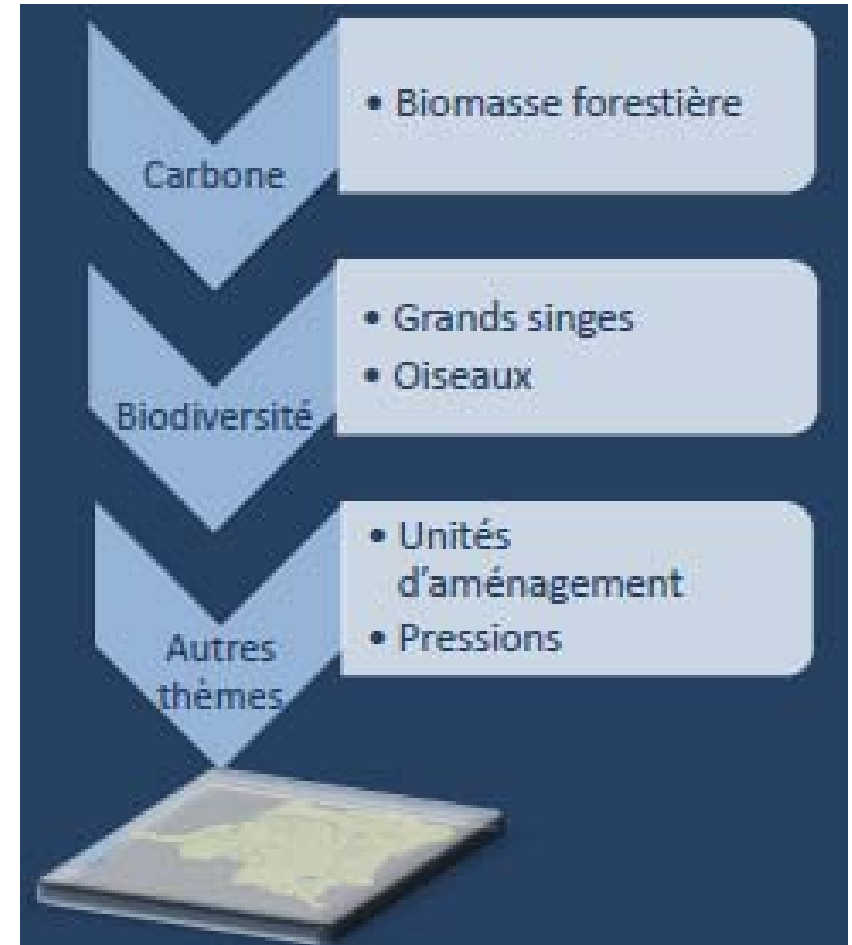 Carbone
• Biomasse forestière
Biodiversité
• Grands singes
• Oiseaux
Autres
thèmes
• Unités
d'aménagement
• Pressions